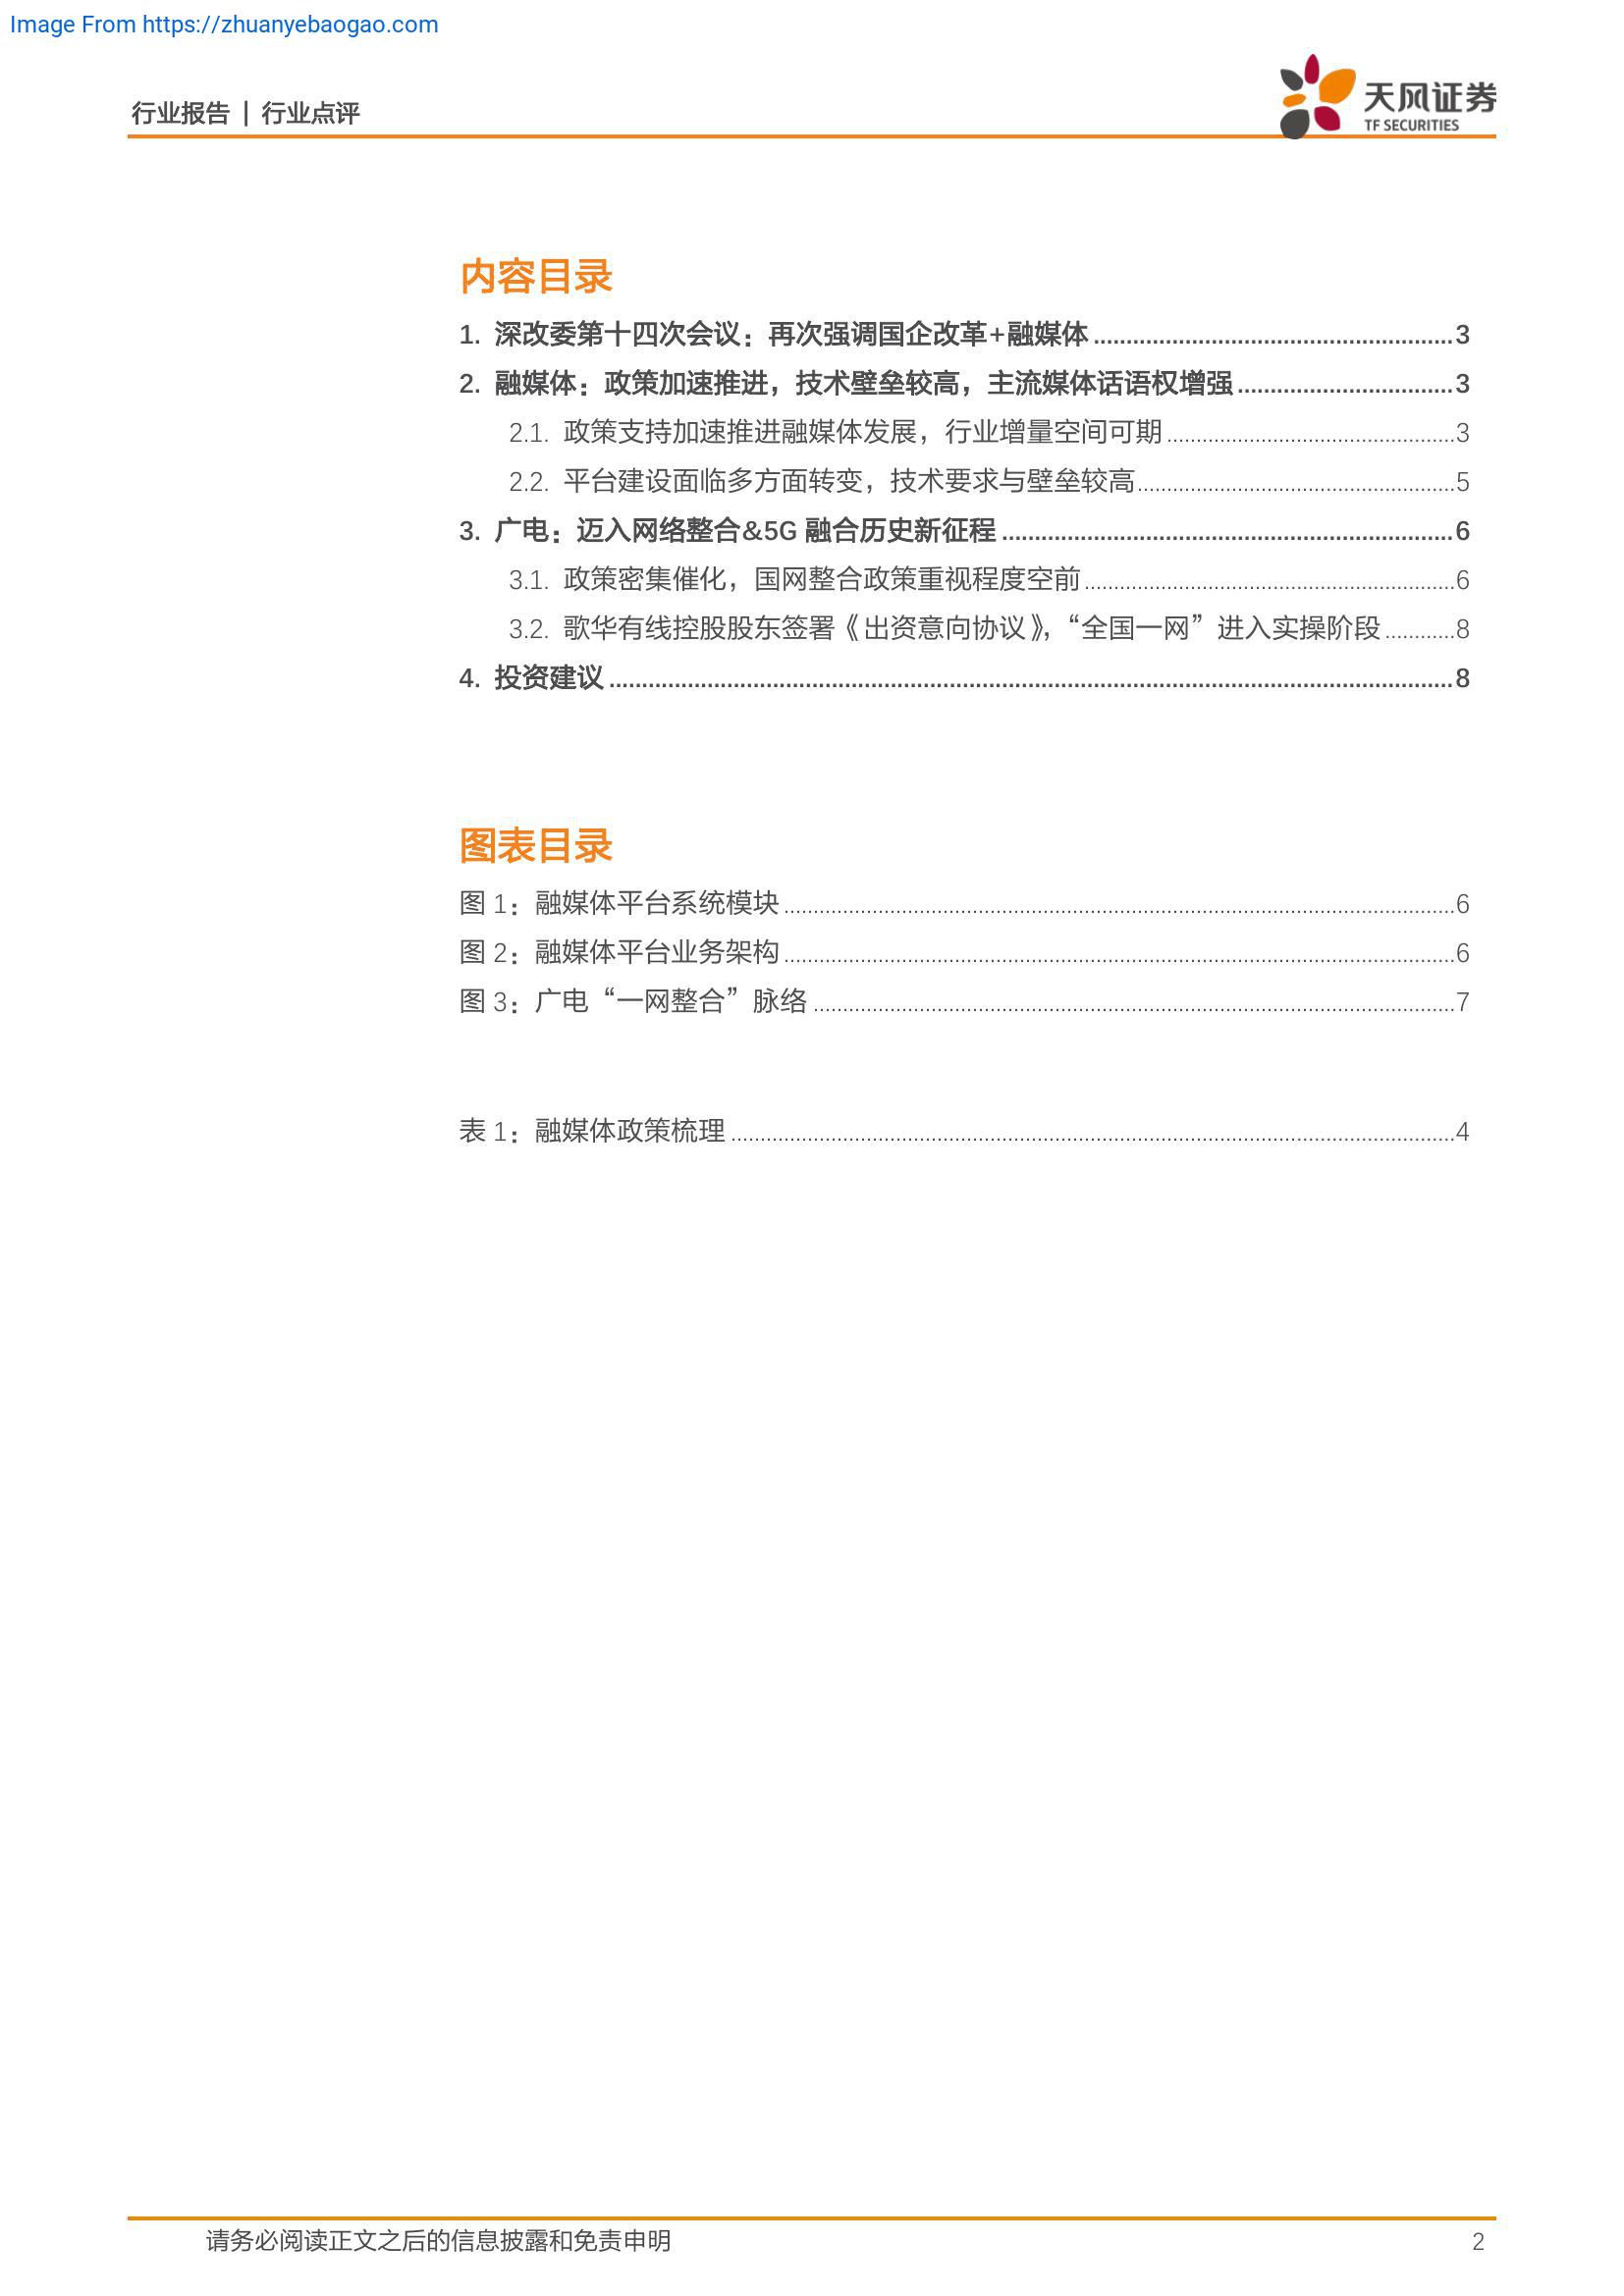 Image From https://zhuanyebaogao.com
行业报告 | 行业点评
天风证券
TF SECURITIES
内容目录
1. 深改委第十四次会议：再次强调国企改革+融媒体 3
2. 融媒体：政策加速推进，技术壁垒较高，主流媒体话语权增强 3
2.1. 政策支持加速推进融媒体发展，行业增量空间可期 3
2.2. 平台建设面临多方面转变，技术要求与壁垒较高 5
3. 广电：迈入网络整合&5G 融合历史新征程 6
3.1. 政策密集催化，国网整合政策重视程度空前 6
3.2. 歌华有线控股股东签署《出资意向协议》，“全国一网”进入实操阶段 8
4. 投资建议 8
图表目录
图 1：融媒体平台系统模块 6
图 2：融媒体平台业务架构 6
图 3：广电“一网整合”脉络 7
表 1：融媒体政策梳理 4
请务必阅读正文之后的信息披露和免责申明 2